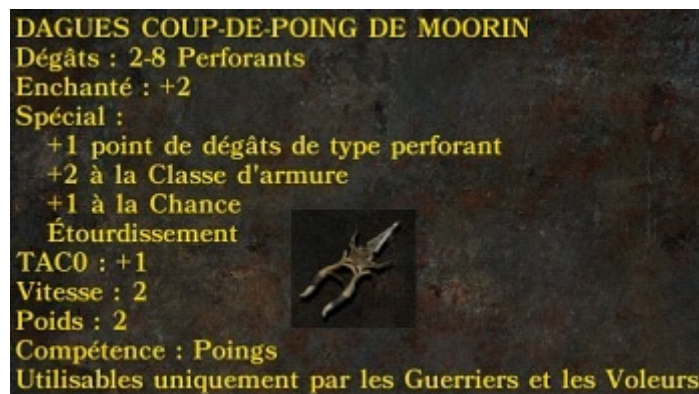 DAGUES COUP-DE-POING DE MOORIN
Dégâts : 2-8 Perforants
Enchanté : +2
Spécial :
+1 point de dégâts de type perforant
+2 à la Classe d'armure
+1 à la Chance
Étourdissement
TAC0 : +1
Vitesse : 2
Poids : 2
Compétence : Poings
Utilisables uniquement par les Guerriers et les Voleurs